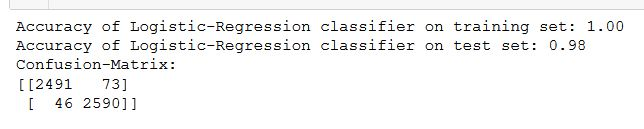 Accuracy of Logistic-Regression classifier on training set: 1.00
Accuracy of Logistic-Regression classifier on test set: 0.98
Confusion-Matrix:
[[2491   73]
 [  46 2590]]